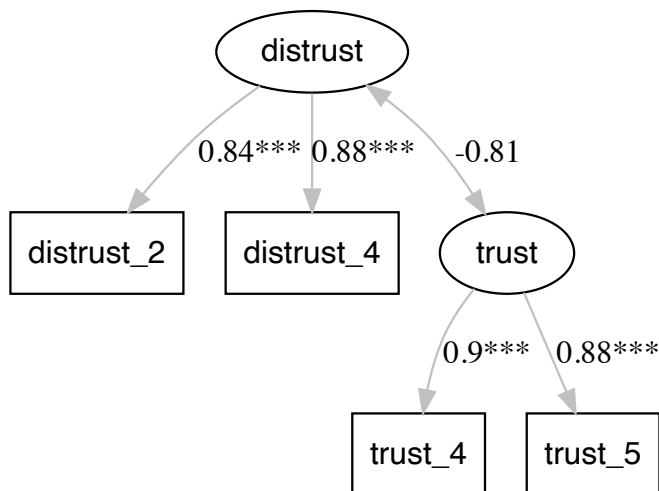 distrust
0.84***
0.88***
-0.81
distrust_2
distrust_4
trust
0.9***
0.88***
trust_4
trust_5